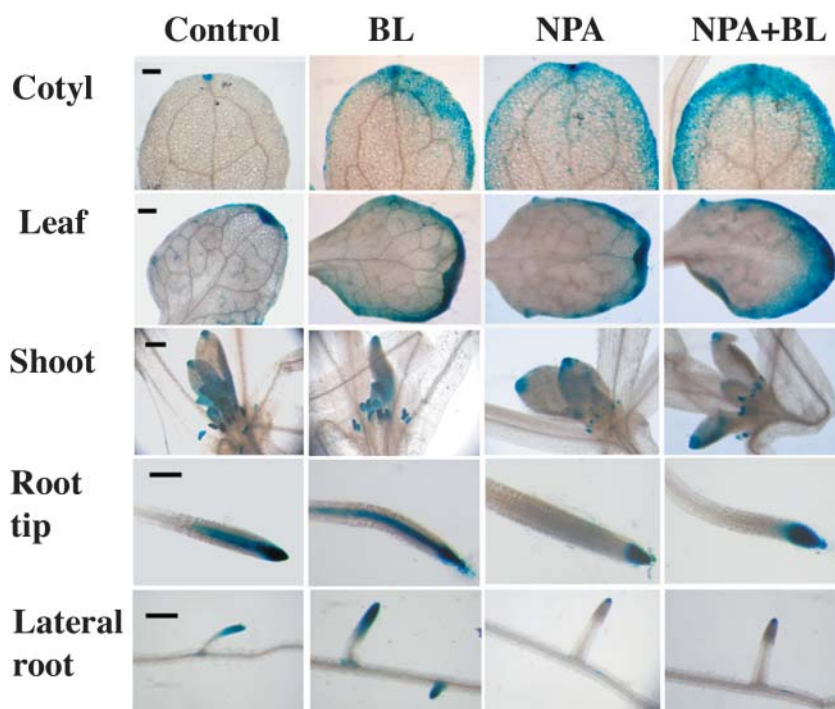 Control BL NPA NPA+BL
Cotyl
Leaf
Shoot
Root
tip
Lateral
root